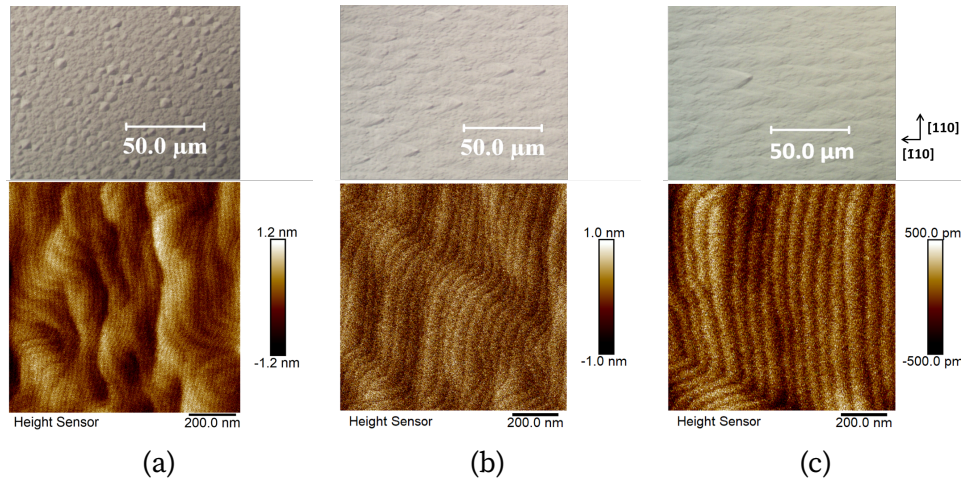 50.0 µm
50.0 µm
50.0 µm
[110]
[110]
1.2 nm
-1.2 nm
Height Sensor
200.0 nm
1.0 nm
-1.0 nm
Height Sensor
200.0 nm
500.0 pm
-500.0 pm
Height Sensor
200.0 nm
(a)
(b)
(c)